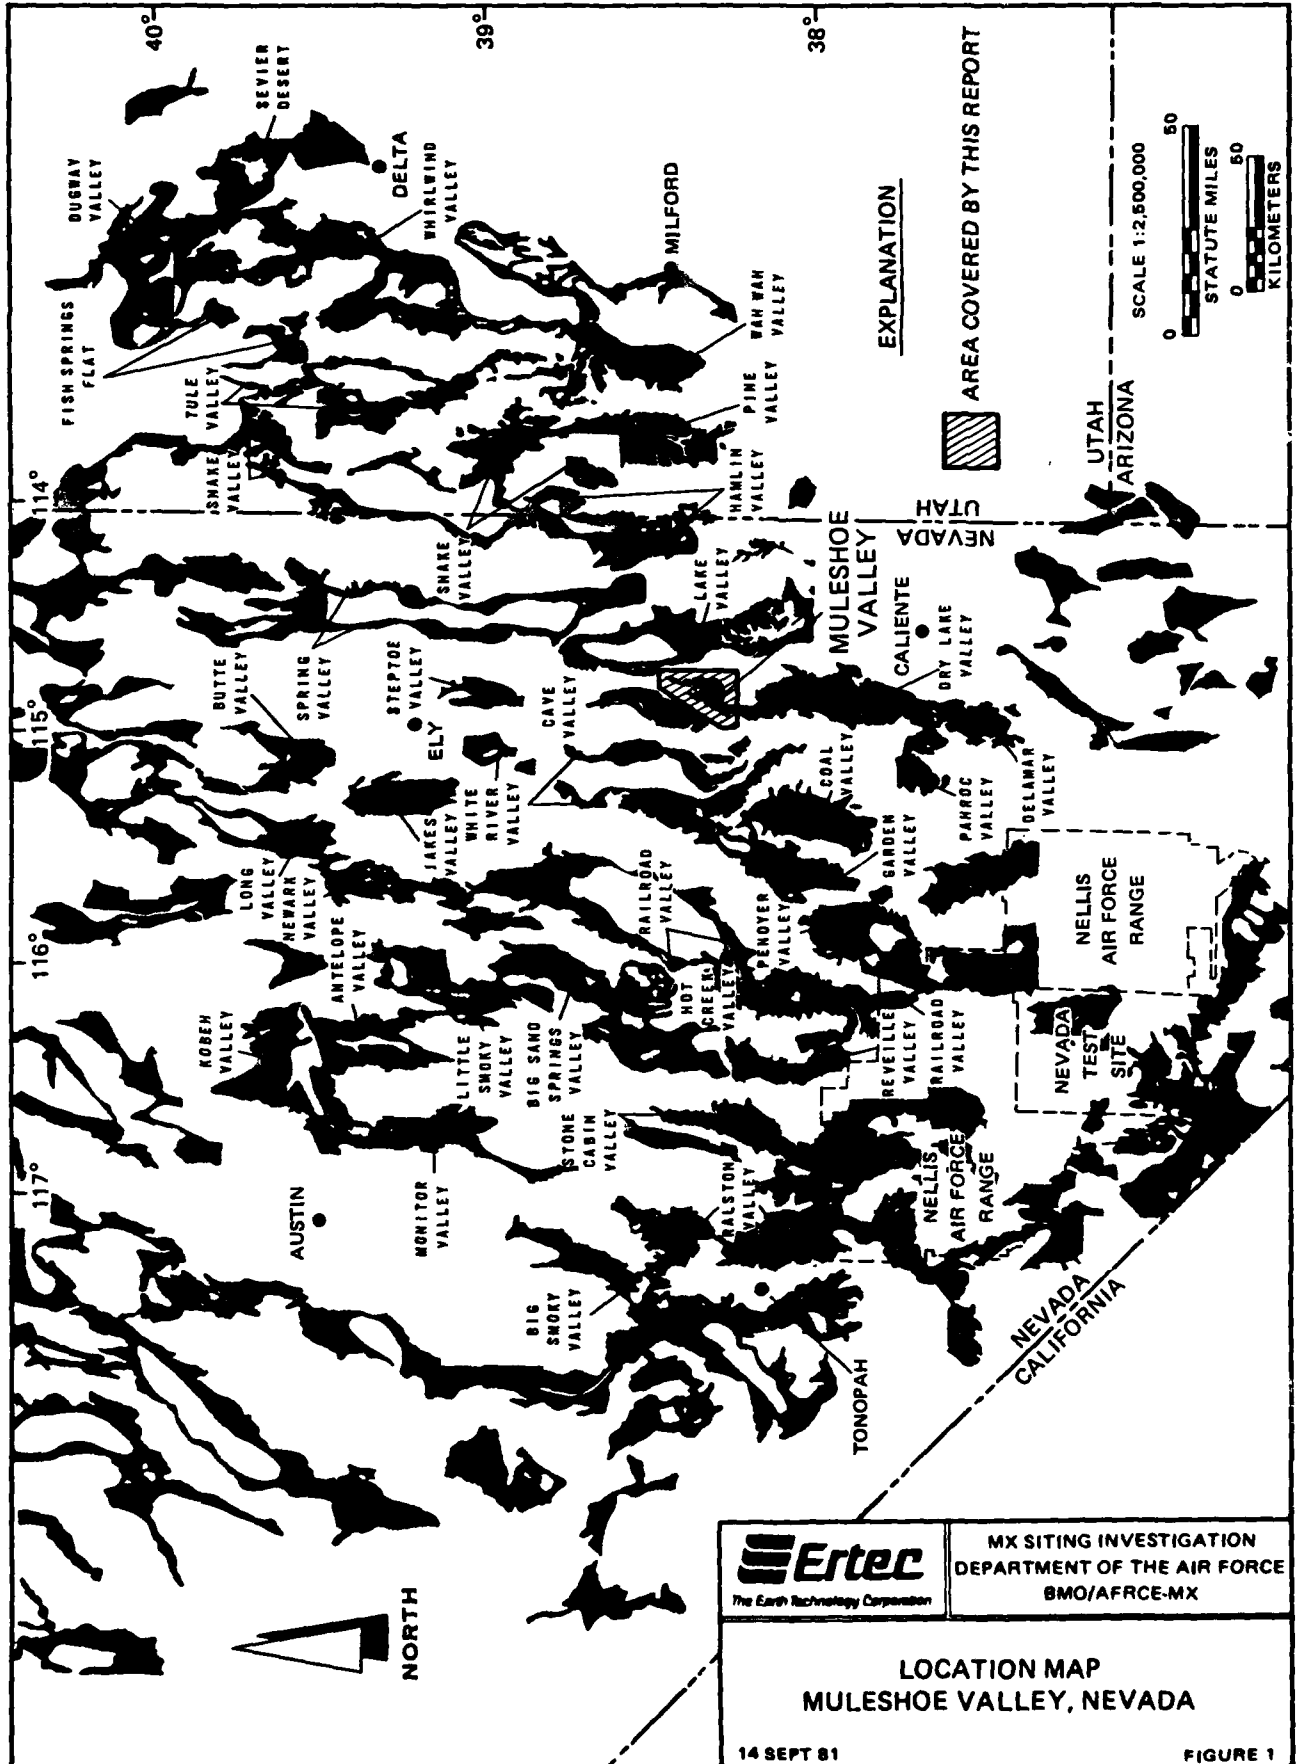 40°
39°
38°
114°
115°
116°
117°
SEVIER
DESERT
DUGWAY
VALLEY
DELTA
WHIRLWIND
VALLEY
FISH SPRINGS
FLAT
TULE
VALLEY
SNAKE
VALLEY
MILFORD
WAH WAH
VALLEY
PINE
VALLEY
HAMLIN
VALLEY
SNAKE
VALLEY
LAKE
VALLEY
MULESHOE
VALLEY
BUTTE
VALLEY
SPRING
VALLEY
STEPTOE
VALLEY
ELY
CAVE
VALLEY
CALIENTE
DRY LAKE
VALLEY
LONG
VALLEY
NEWARK
VALLEY
JAKES
VALLEY
WHITE
RIVER
VALLEY
COAL
VALLEY
GARDEN
VALLEY
PAHROC
VALLEY
DELAMAR
VALLEY
ANTELOPE
VALLEY
RAILROAD
VALLEY
PENOYER
VALLEY
KOBEH
VALLEY
LITTLE
SMOKY
VALLEY
BIG SAND
SPRINGS
VALLEY
HOT
CREEK
VALLEY
REVEILLE
VALLEY
RAILROAD
VALLEY
NELLIS
AIR FORCE
RANGE
NEVADA
TEST
SITE
STONE
CABIN
VALLEY
AUSTIN
MONITOR
VALLEY
RALSTON
VALLEY
NELLIS
AIR FORCE
RANGE
BIG
SMOKY
VALLEY
TONOPAH
NEVADA
CALIFORNIA
NEVADA
UTAH
UTAH
ARIZONA
EXPLANATION
AREA COVERED BY THIS REPORT
SCALE 1:2,500,000
0 50
STATUTE MILES
0 50
KILOMETERS
NORTH
Ertec
The Earth Technology Corporation
MX SITING INVESTIGATION
DEPARTMENT OF THE AIR FORCE
BMO/AFRCE-MX
LOCATION MAP
MULESHOE VALLEY, NEVADA
14 SEPT 81
FIGURE 1